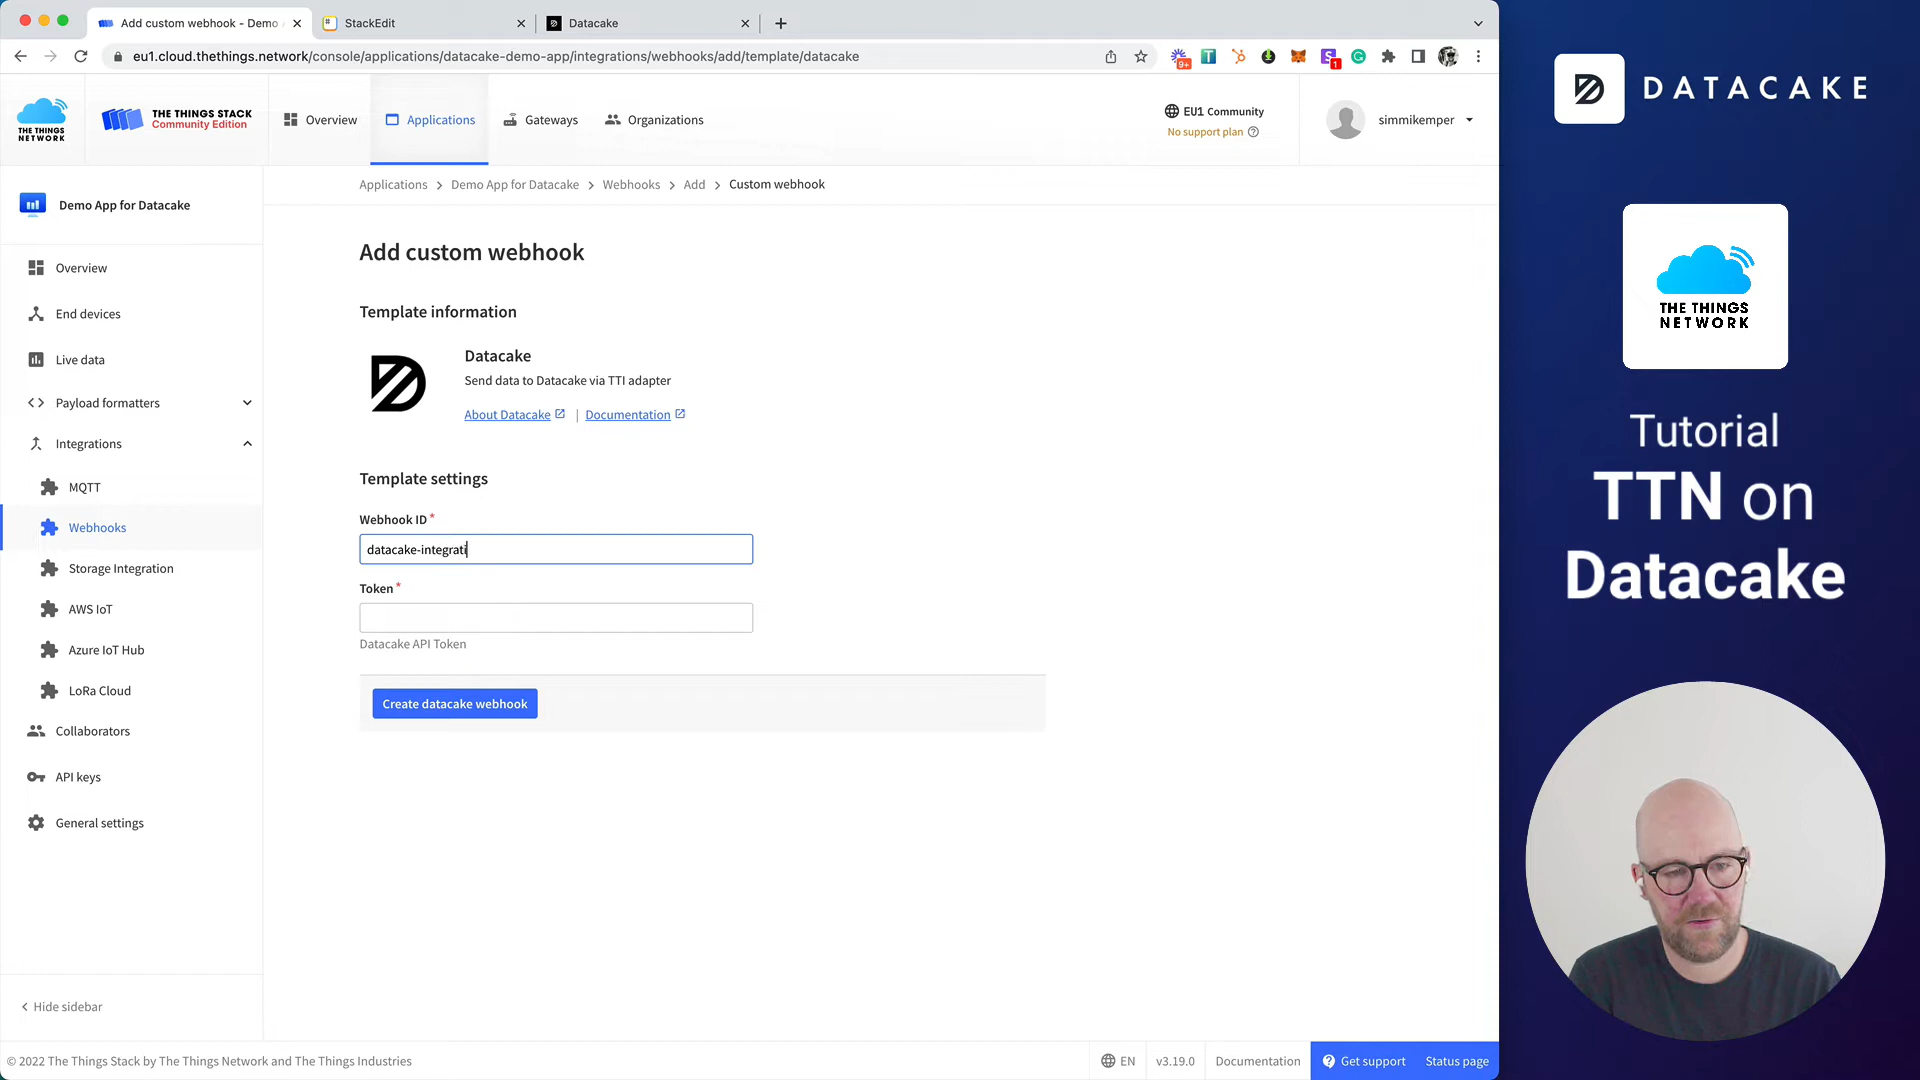 Add custom webhook - Demo
StackEdit
Datacake
eu1.cloud.thethings.network/console/applications/datacake-demo-app/integrations/webhooks/add/template/datacake
9+
1
THE THINGS
NETWORK
THE THINGS STACK
Community Edition
Overview
Applications
Gateways
Organizations
EU1 Community
No support plan
simmikemper
Demo App for Datacake
Overview
End devices
Live data
Payload formatters
Integrations
MQTT
Webhooks
Storage Integration
AWS IoT
Azure IoT Hub
LoRa Cloud
Collaborators
API keys
General settings
Hide sidebar
Applications > Demo App for Datacake > Webhooks > Add > Custom webhook
Add custom webhook
Template information
Datacake
Send data to Datacake via TTI adapter
About Datacake | Documentation
Template settings
Webhook ID *
datacake-integrati
Token *
Datacake API Token
Create datacake webhook
© 2022 The Things Stack by The Things Network and The Things Industries
EN
v3.19.0
Documentation
Get support
Status page
DATACAKE
THE THINGS
NETWORK
Tutorial
TTN on
Datacake